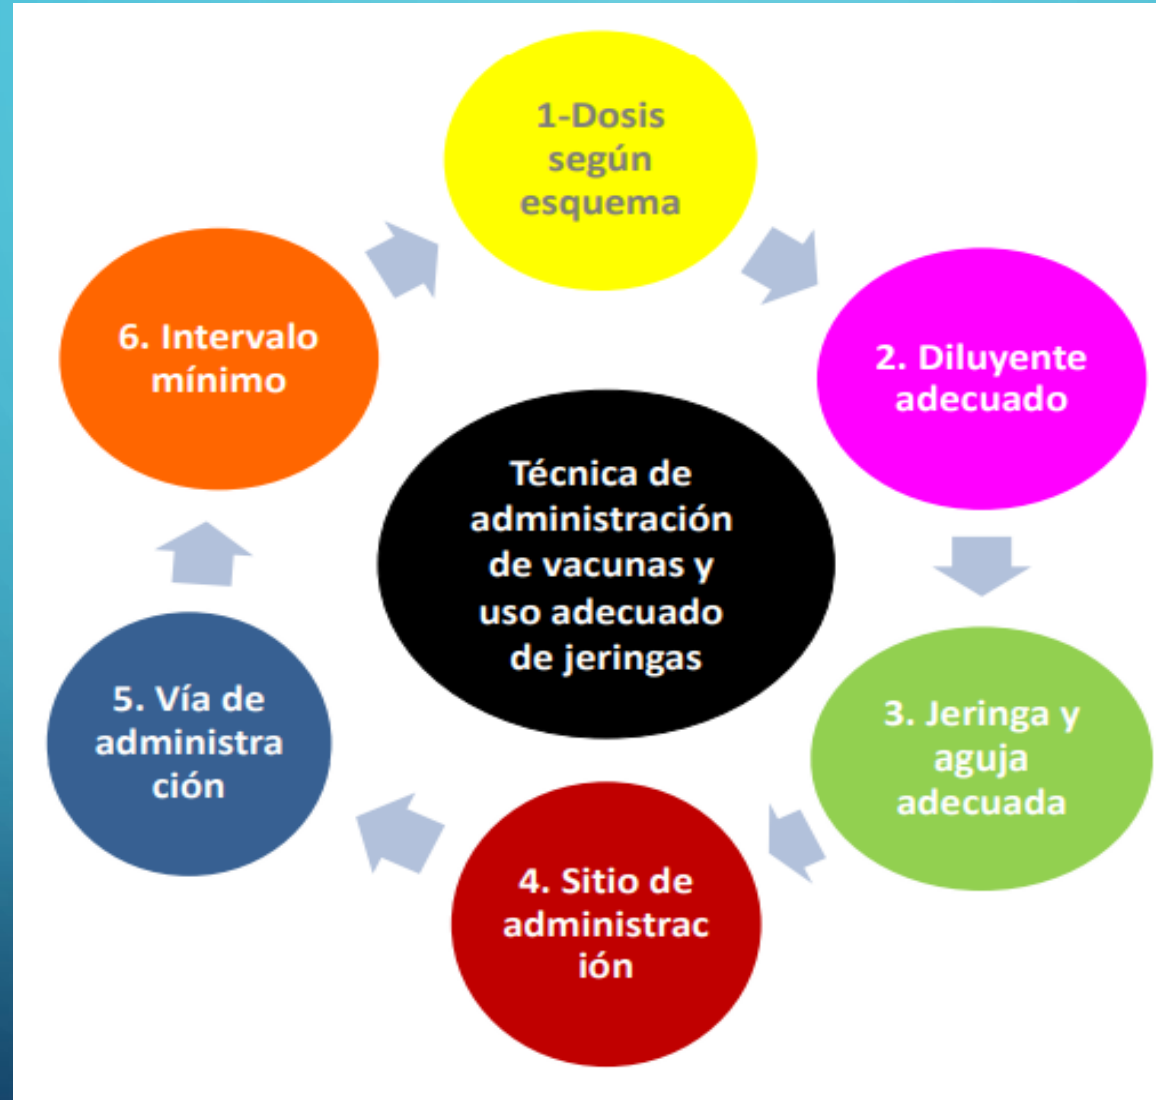 1-Dosis
según
esquema
2. Diluyente
adecuado
3. Jeringa y
aguja
adecuada
4. Sitio de
administrac
ión
5. Vía de
administra
ción
6. Intervalo
mínimo
Técnica de
administración
de vacunas y
uso adecuado
de jeringas